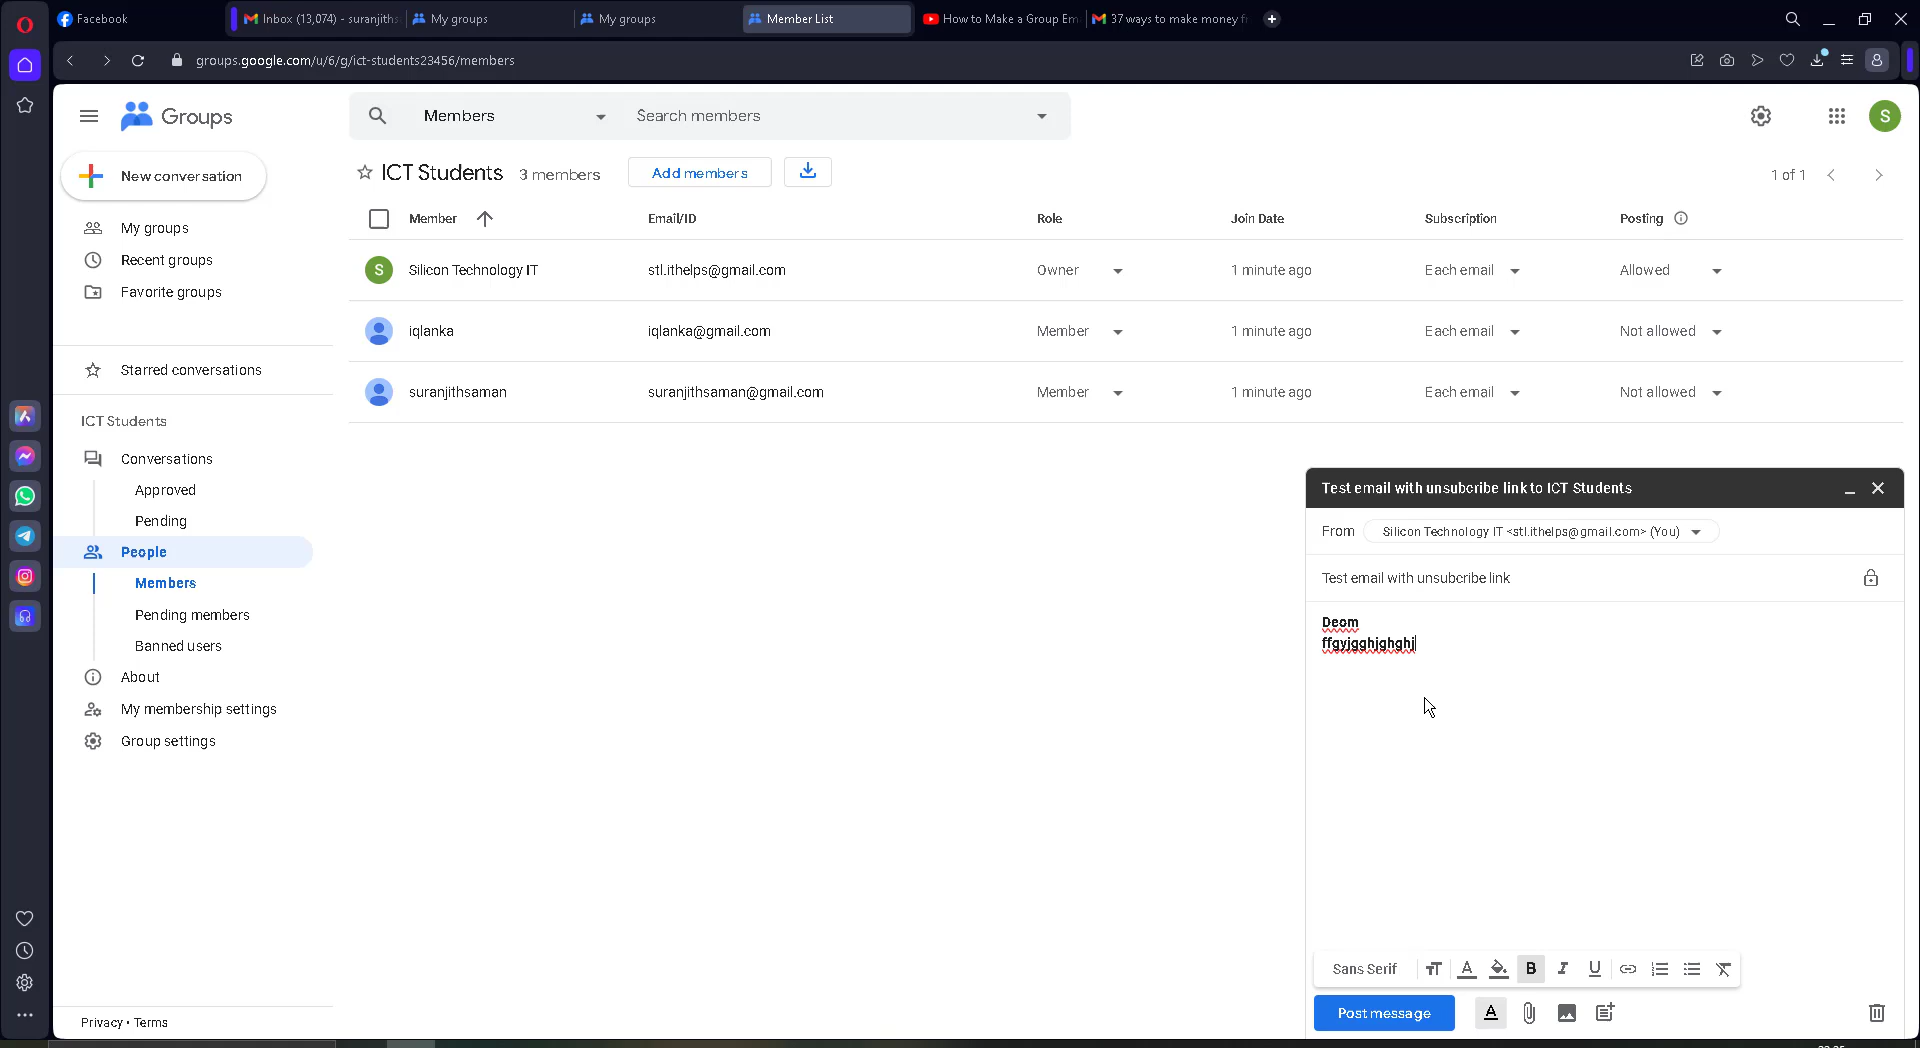 Facebook
Inbox (13,074) - suranjiths
My groups
My groups
Member List
How to Make a Group Em
37 ways to make money f
groups.google.com/u/6/g/ict-students23456/members
Groups
Members
Search members
S
New conversation
ICT Students
3 members
Add members
1 of 1
My groups
Recent groups
Favorite groups
Starred conversations
ICT Students
Conversations
Approved
Pending
People
Members
Pending members
Banned users
About
My membership settings
Group settings
Privacy • Terms
Member Email/ID Role Join Date Subscription Posting
S Silicon Technology IT stl.ithelps@gmail.com Owner 1 minute ago Each email Allowed
iqlanka iqlanka@gmail.com Member 1 minute ago Each email Not allowed
suranjithsaman suranjithsaman@gmail.com Member 1 minute ago Each email Not allowed
Test email with unsubcribe link to ICT Students
From Silicon Technology IT <stl.ithelps@gmail.com> (You)
Test email with unsubcribe link
Deom
ffgyjgghjghghj
Sans Serif
Post message